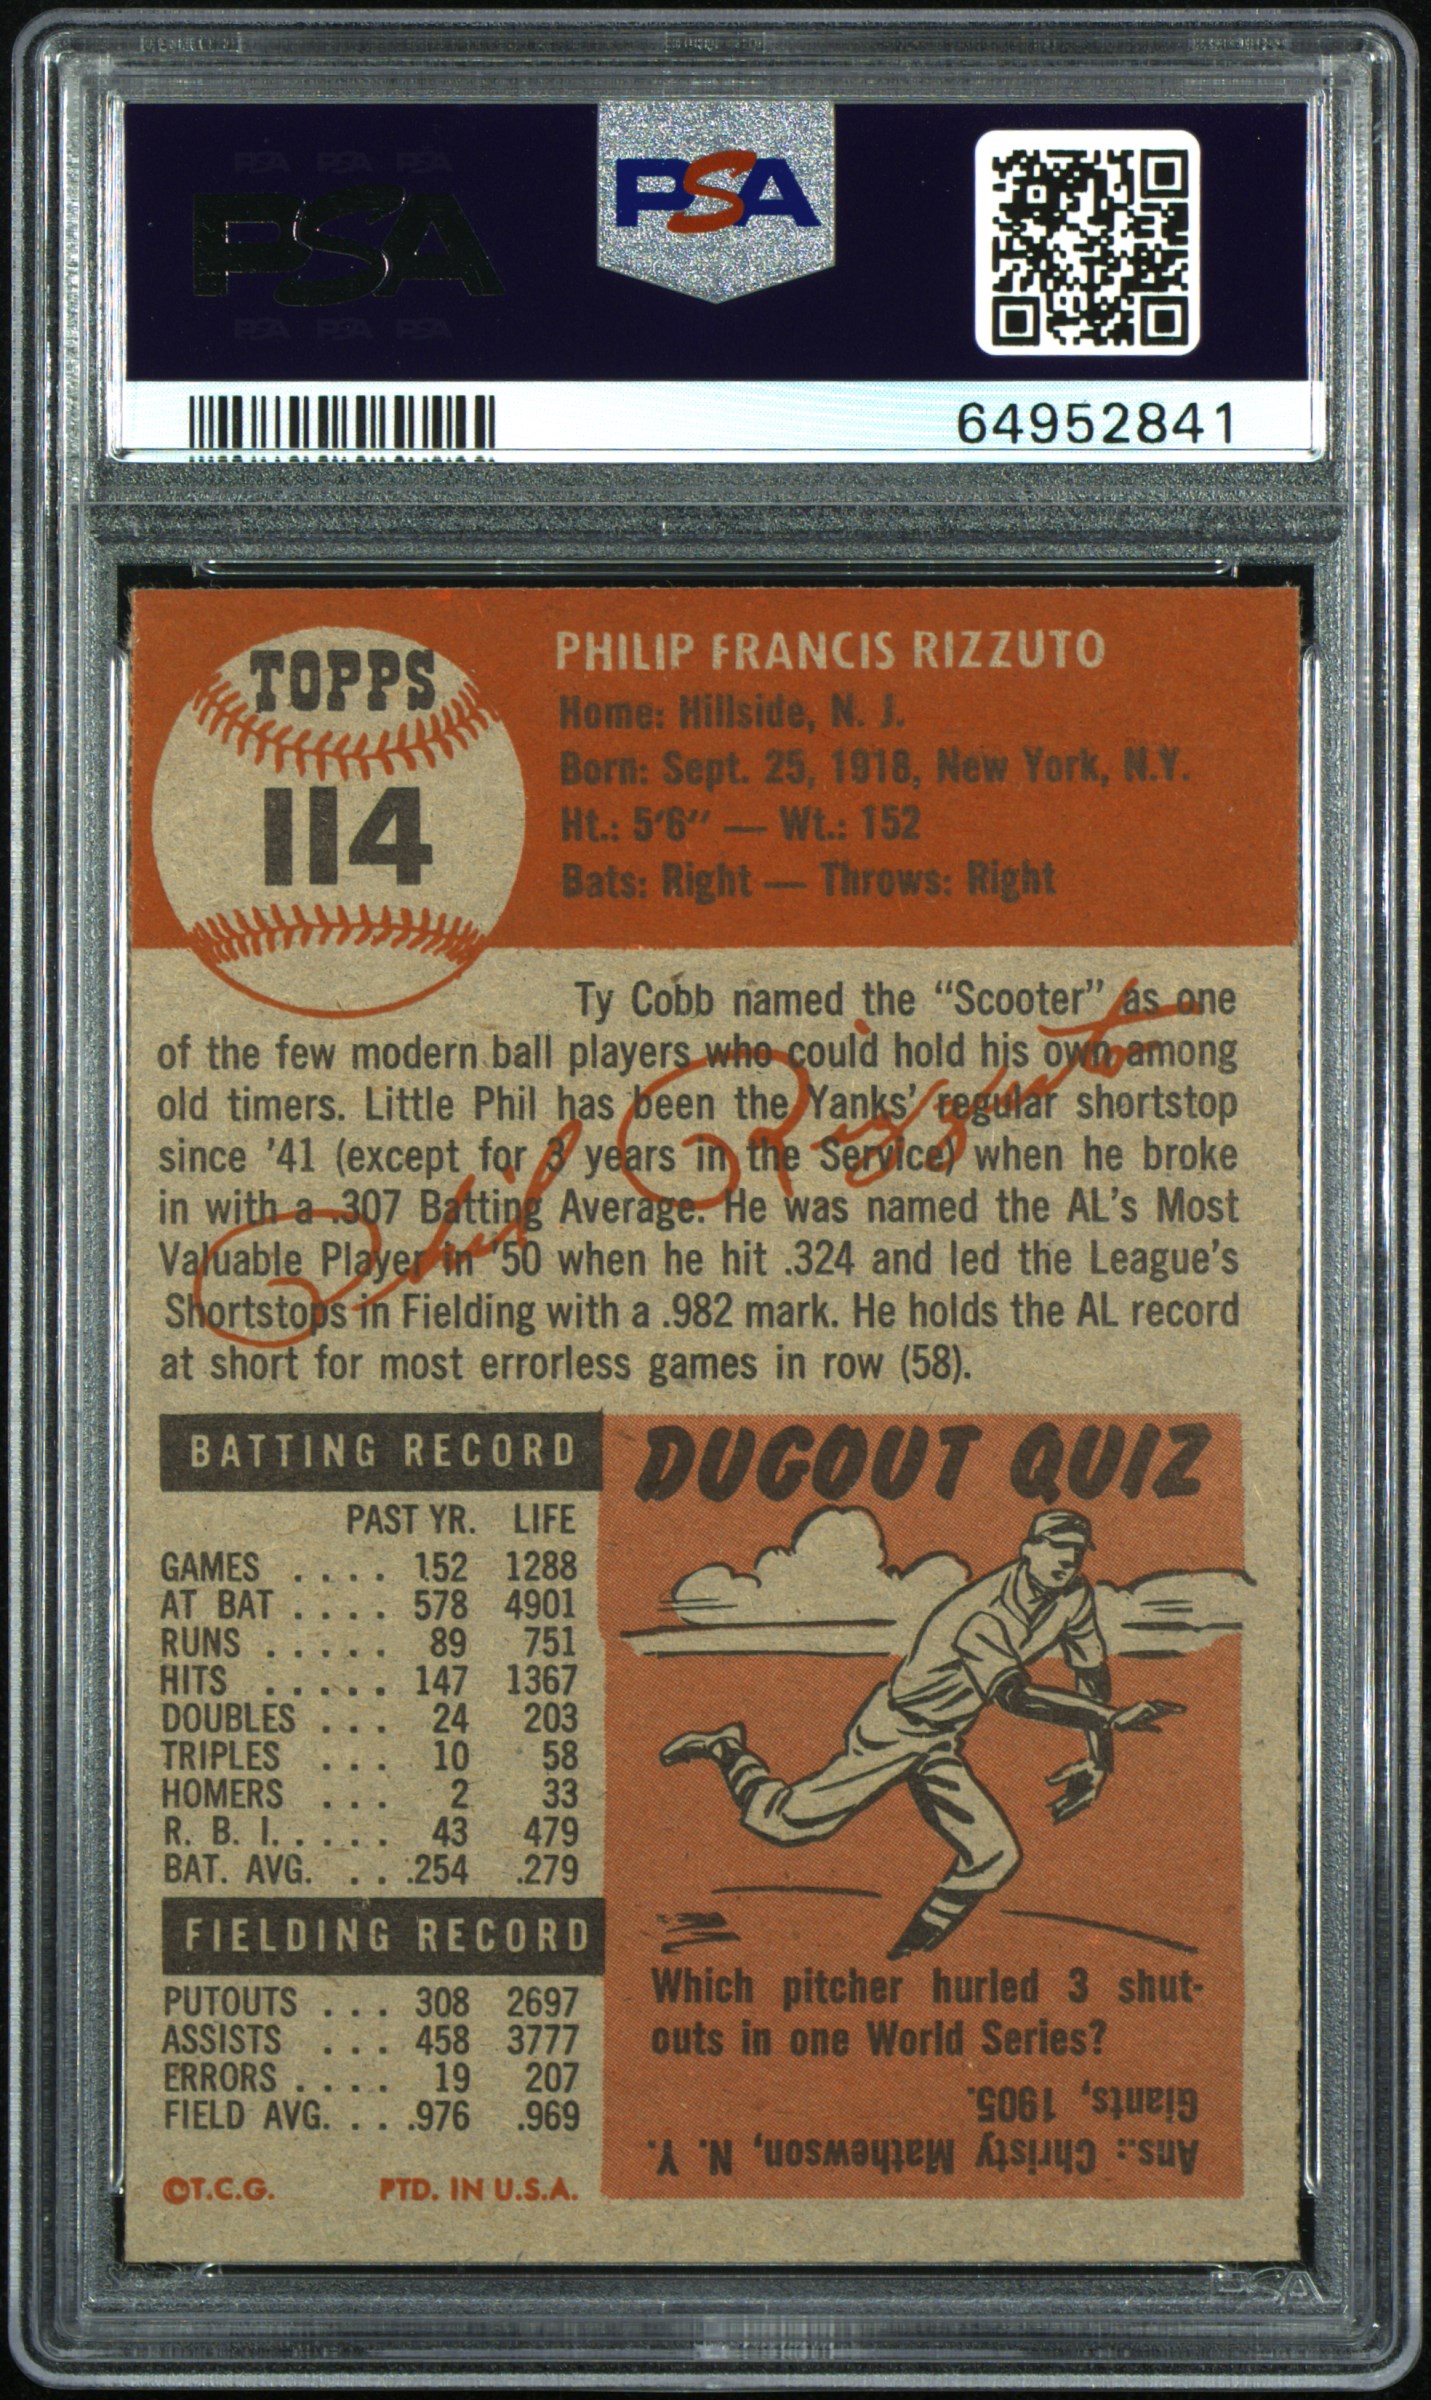 PSA PSA PSA
PSA
PSA PSA PSA
PSA
64952841
TOPPS
114
PHILIP FRANCIS RIZZUTO
Home: Hillside, N. J.
Born: Sept. 25, 1918, New York, N.Y.
Ht.: 5'6" — Wt.: 152
Bats: Right — Throws: Right
Ty Cobb named the "Scooter" as one
of the few modern ball players who could hold his own among
old timers. Little Phil has been the Yanks' regular shortstop
since '41 (except for 3 years in the Service) when he broke
in with a .307 Batting Average. He was named the AL's Most
Valuable Player in '50 when he hit .324 and led the League's
Shortstops in Fielding with a .982 mark. He holds the AL record
at short for most errorless games in row (58).
Phil Rizzuto
BATTING RECORD
PAST YR. LIFE
GAMES .... 152 1288
AT BAT .... 578 4901
RUNS ..... 89 751
HITS ..... 147 1367
DOUBLES ... 24 203
TRIPLES ... 10 58
HOMERS ... 2 33
R. B. I. .... 43 479
BAT. AVG. .. .254 .279
FIELDING RECORD
PUTOUTS ... 308 2697
ASSISTS ... 458 3777
ERRORS .... 19 207
FIELD AVG. .. .976 .969
©T.C.G. PTD. IN U.S.A.
DUGOUT QUIZ
Which pitcher hurled 3 shut-
outs in one World Series?
Ans.: Christy Mathewson, N. Y.
Giants, 1905.
PSA